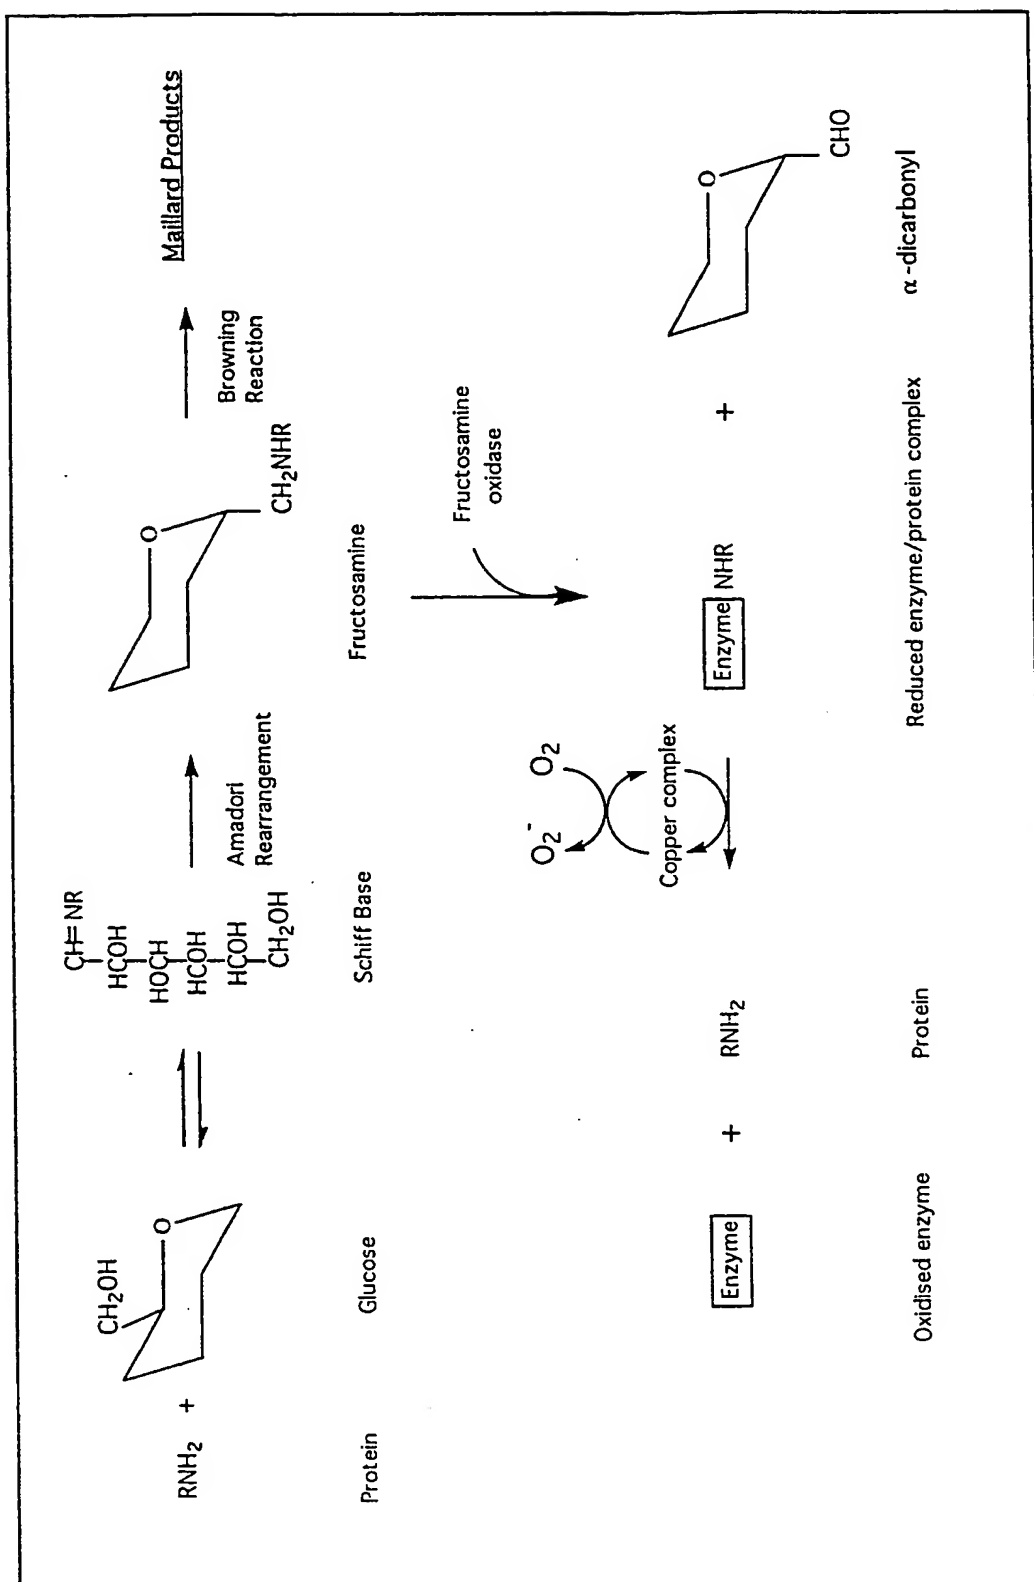 RNH2 +
CH2OH
O
Protein
Glucose
CH=NR
HCOH
HOCH
HCOH
HCOH
CH2OH
Schiff Base
Amadori
Rearrangement
O
CH2NHR
Fructosamine
Browning
Reaction
Maillard Products
Fructosamine
oxidase
Enzyme
+
RNH2
Oxidised enzyme
Protein
O2-
O2
Copper complex
Enzyme NHR
+
O
CHO
Reduced enzyme/protein complex
α-dicarbonyl